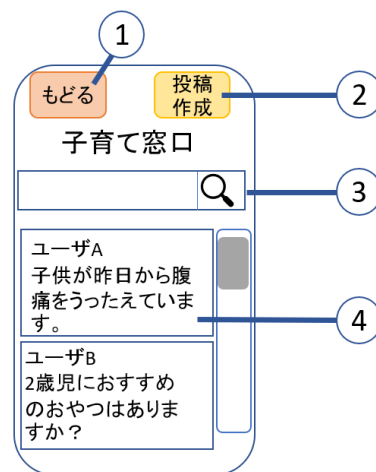 1
もどる
投稿
作成
2
子育て窓口
3
ユーザA
子供が昨日から腹
痛をうったえていま
す。
4
ユーザB
2歳児におすすめ
のおやつはありま
すか？